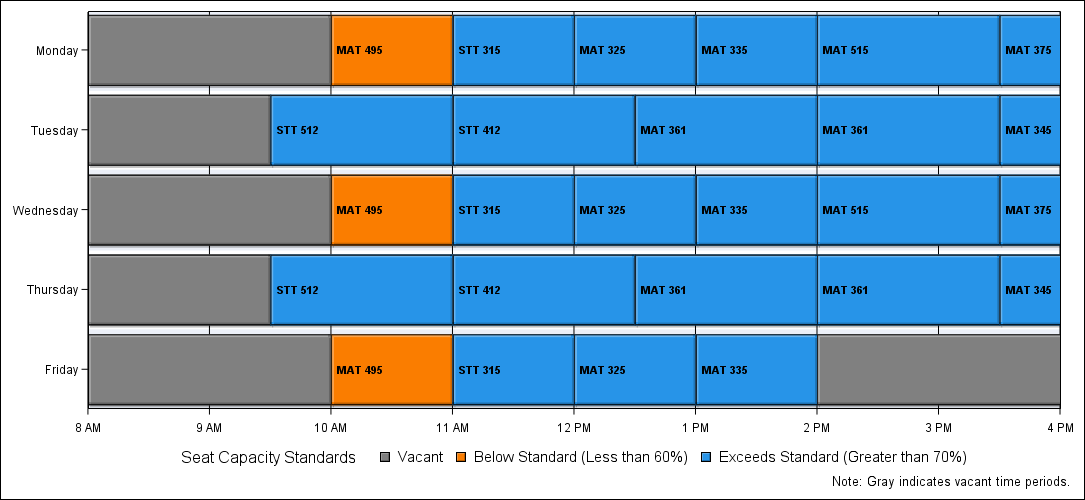 Monday
MAT 495
STT 315
MAT 325
MAT 335
MAT 515
MAT 375
Tuesday
STT 512
STT 412
MAT 361
MAT 361
MAT 345
Wednesday
MAT 495
STT 315
MAT 325
MAT 335
MAT 515
MAT 375
Thursday
STT 512
STT 412
MAT 361
MAT 361
MAT 345
Friday
MAT 495
STT 315
MAT 325
MAT 335
8 AM
9 AM
10 AM
11 AM
12 PM
1 PM
2 PM
3 PM
4 PM
Seat Capacity Standards
Vacant
Below Standard (Less than 60%)
Exceeds Standard (Greater than 70%)
Note: Gray indicates vacant time periods.